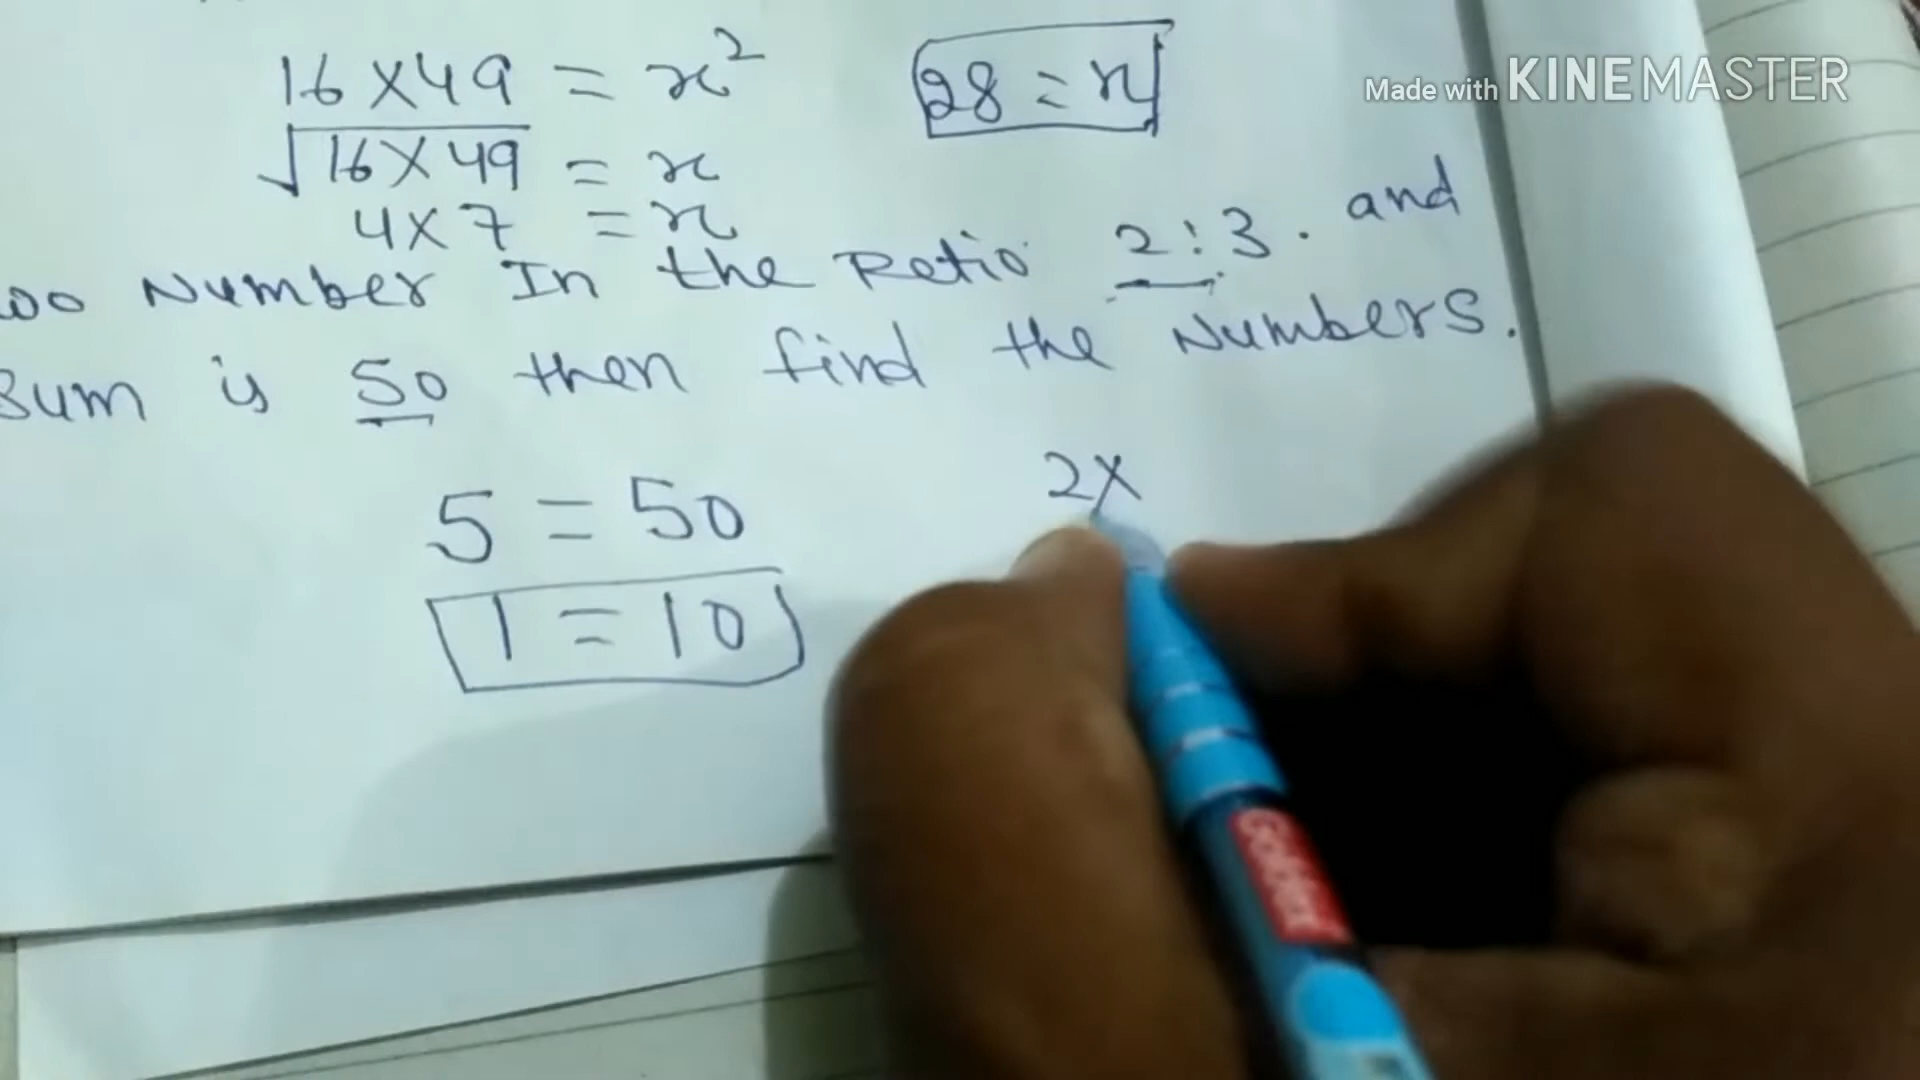 16×49 = x²
28 = x
Made with KINEMASTER
√16×49 = x
4×7 = x
Number In the Ratio 2:3. and
Sum is 50 then find the Numbers.
5 = 50
2×
1 = 10